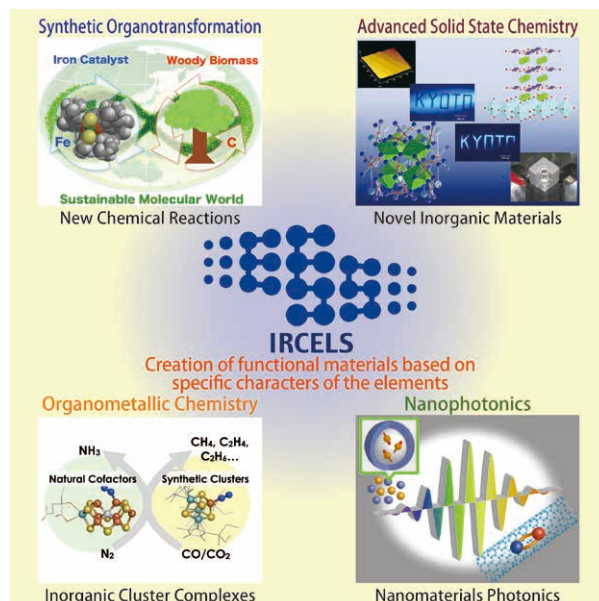 Synthetic Organotransformation
Iron Catalyst
Woody Biomass
Fe
C
Sustainable Molecular World
New Chemical Reactions
Advanced Solid State Chemistry
KYOTO
KYOTO
Novel Inorganic Materials
IRCELS
Creation of functional materials based on
specific characters of the elements
Organometallic Chemistry
NH₃
CH₄, C₂H₄,
C₂H₆...
Natural Cofactors
Synthetic Clusters
N₂
CO/CO₂
Inorganic Cluster Complexes
Nanophotonics
Nanomaterials Photonics